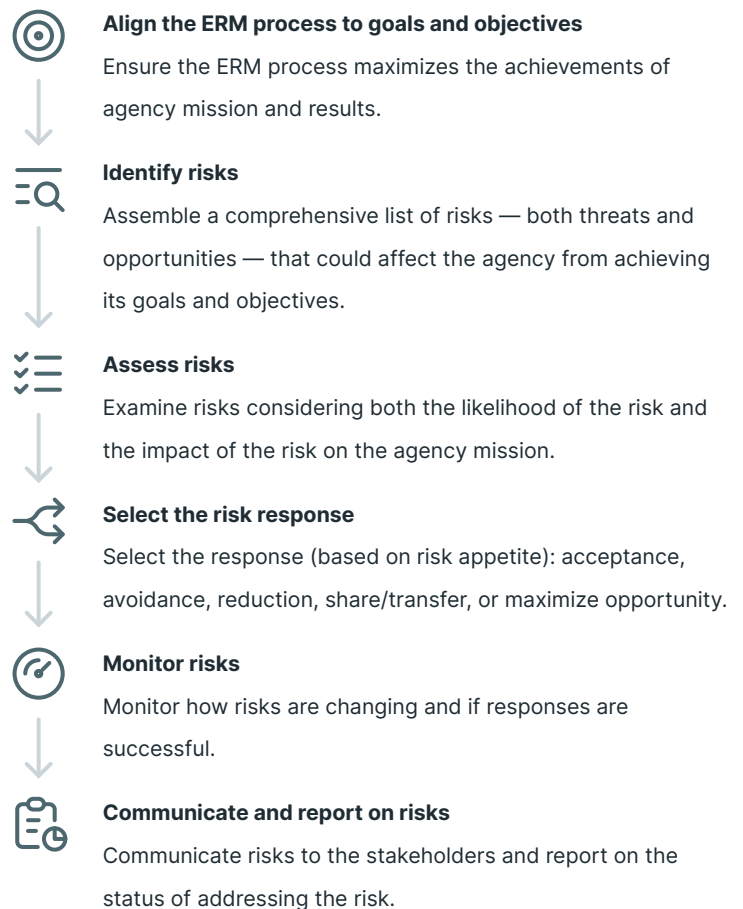 Align the ERM process to goals and objectives
Ensure the ERM process maximizes the achievements of
agency mission and results.
Identify risks
Assemble a comprehensive list of risks — both threats and
opportunities — that could affect the agency from achieving
its goals and objectives.
Assess risks
Examine risks considering both the likelihood of the risk and
the impact of the risk on the agency mission.
Select the risk response
Select the response (based on risk appetite): acceptance,
avoidance, reduction, share/transfer, or maximize opportunity.
Monitor risks
Monitor how risks are changing and if responses are
successful.
Communicate and report on risks
Communicate risks to the stakeholders and report on the
status of addressing the risk.